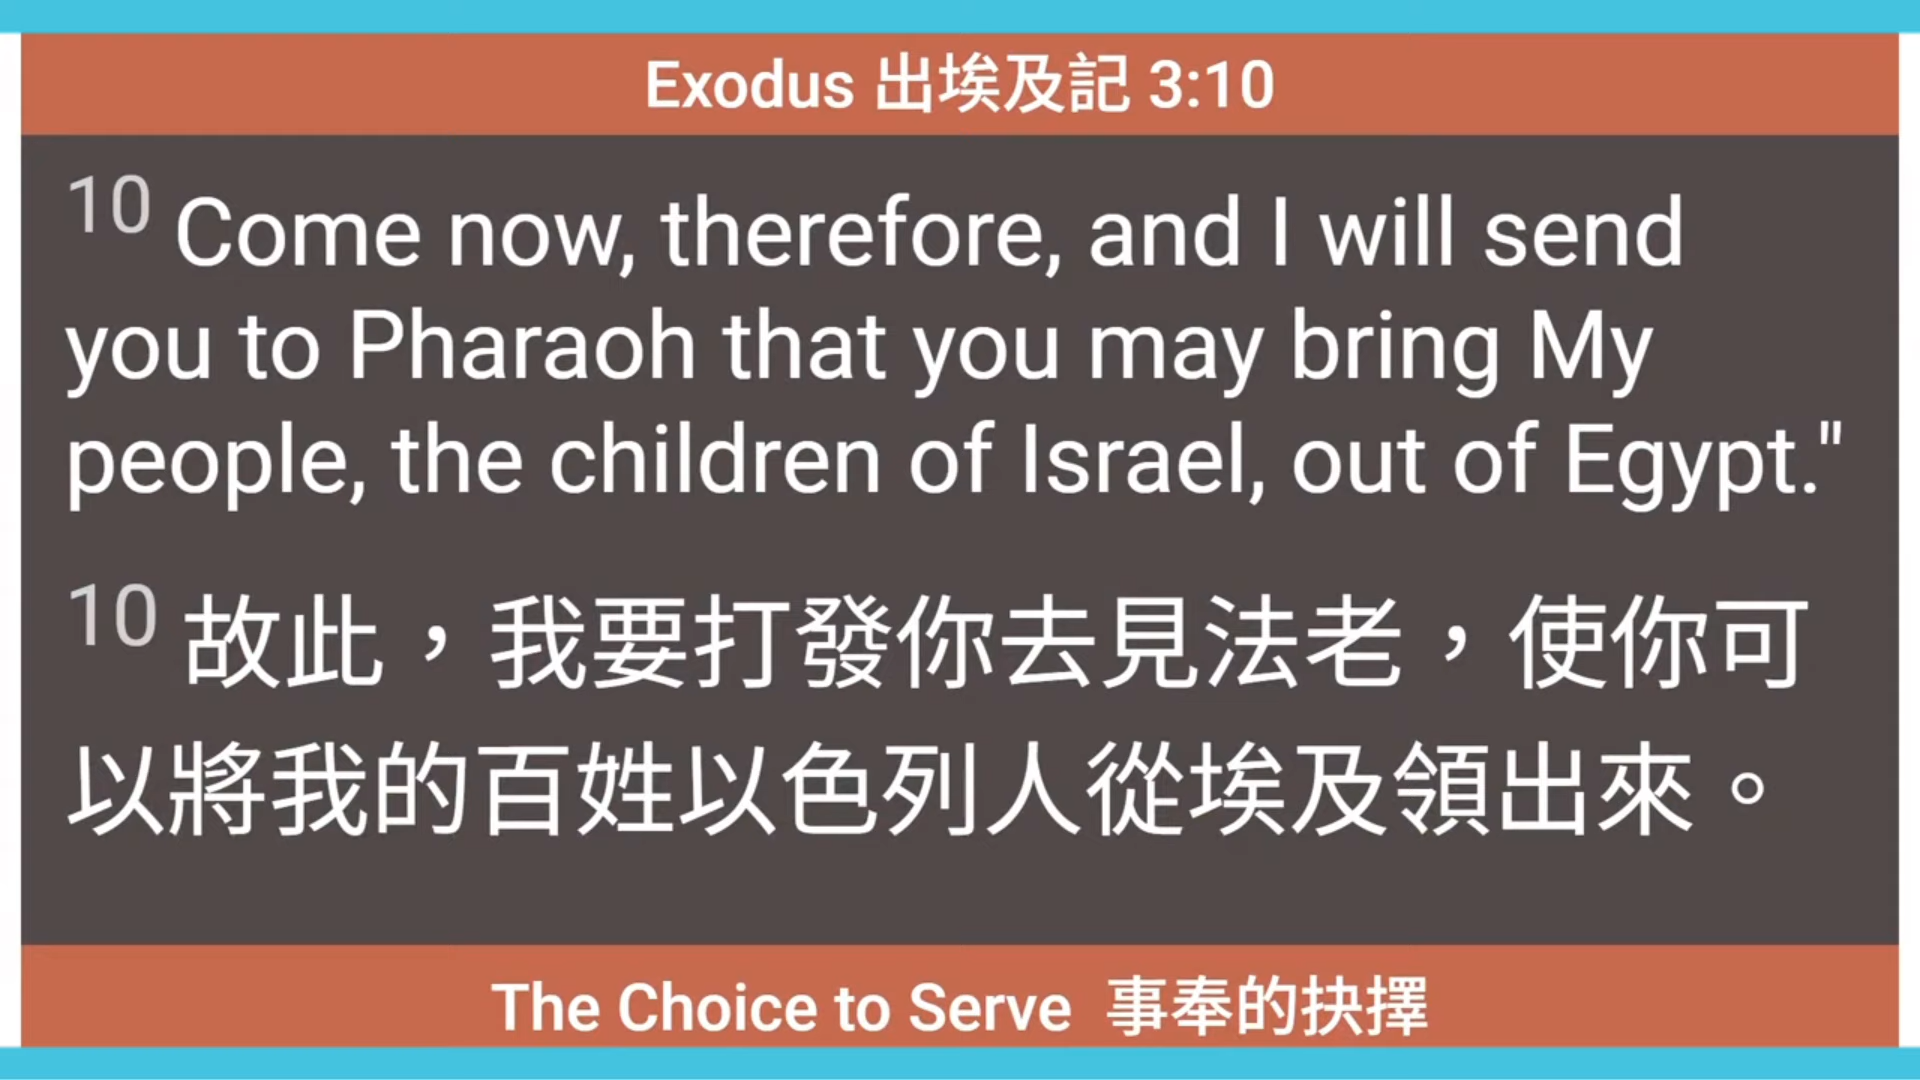 Exodus 出埃及記 3:10
10 Come now, therefore, and I will send
you to Pharaoh that you may bring My
people, the children of Israel, out of Egypt."
10 故此，我要打發你去見法老，使你可
以將我的百姓以色列人從埃及領出來。
The Choice to Serve 事奉的抉擇